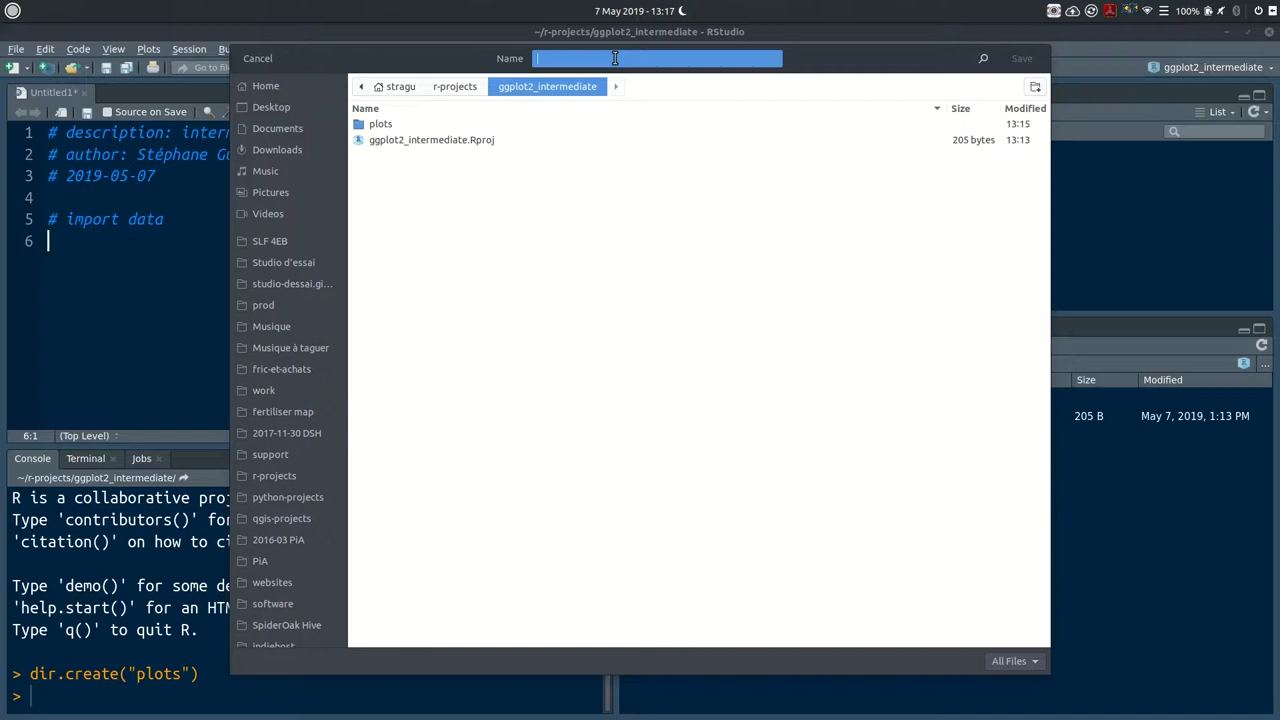 7 May 2019 - 13:17
100%
~/r-projects/ggplot2_intermediate - RStudio
File Edit Code View Plots Session
Cancel
Name
Save
Go to fi
ggplot2_intermediate
Untitled1*
Source on Save
List
1 # description: inter
2 # author: Stéphane Gu
3 # 2019-05-07
4
5 # import data
6
6:1 (Top Level)
Console Terminal Jobs
~/r-projects/ggplot2_intermediate/
R is a collaborative proj
Type 'contributors()' for
'citation()' on how to ci
Type 'demo()' for some de
'help.start()' for an HTM
Type 'q()' to quit R.
> dir.create("plots")
>
Home
Desktop
Documents
Downloads
Music
Pictures
Videos
SLF 4EB
Studio d'essai
studio-dessai.gi...
prod
Musique
Musique à taguer
fric-et-achats
work
fertiliser map
2017-11-30 DSH
support
r-projects
python-projects
qgis-projects
2016-03 PiA
PiA
websites
software
SpiderOak Hive
indiehost
stragu r-projects ggplot2_intermediate
Name Size Modified
plots 13:15
ggplot2_intermediate.Rproj 205 bytes 13:13
All Files
...
Size Modified
205 B May 7, 2019, 1:13 PM